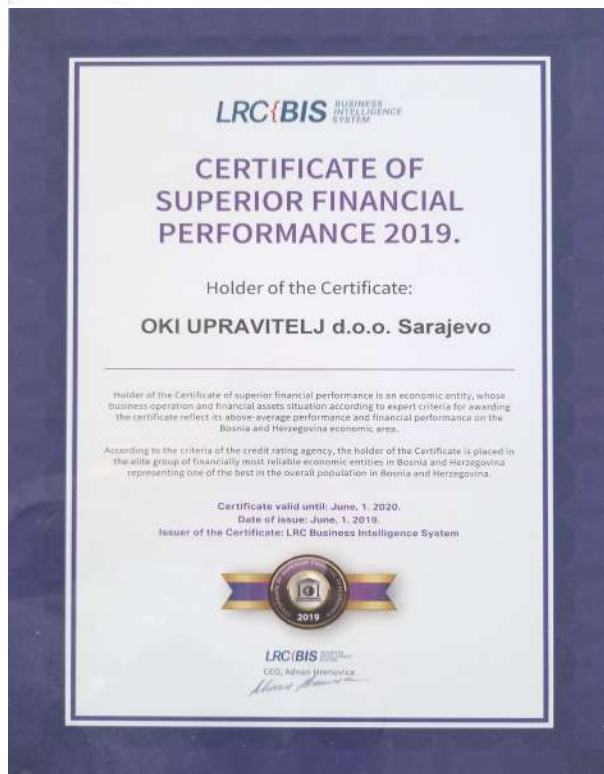 LRC{BIS BUSINESS
INTELLIGENCE
SYSTEM
CERTIFICATE OF
SUPERIOR FINANCIAL
PERFORMANCE 2019.
Holder of the Certificate:
OKI UPRAVITELJ d.o.o. Sarajevo
Holder of the Certificate of superior financial performance is an economic entity, whose
business operation and financial assets situation according to expert criteria for awarding
the certificate reflect its above-average performance and financial performance on the
Bosnia and Herzegovina economic area.
According to the criteria of the credit rating agency, the holder of the Certificate is placed in
the elite group of financially most reliable economic entities in Bosnia and Herzegovina
representing one of the best in the overall population in Bosnia and Herzegovina.
Certificate valid until: June, 1. 2020.
Date of issue: June, 1. 2019.
Issuer of the Certificate: LRC Business Intelligence System
2019
LRC{BIS
CEO, Adnan Hrenovica